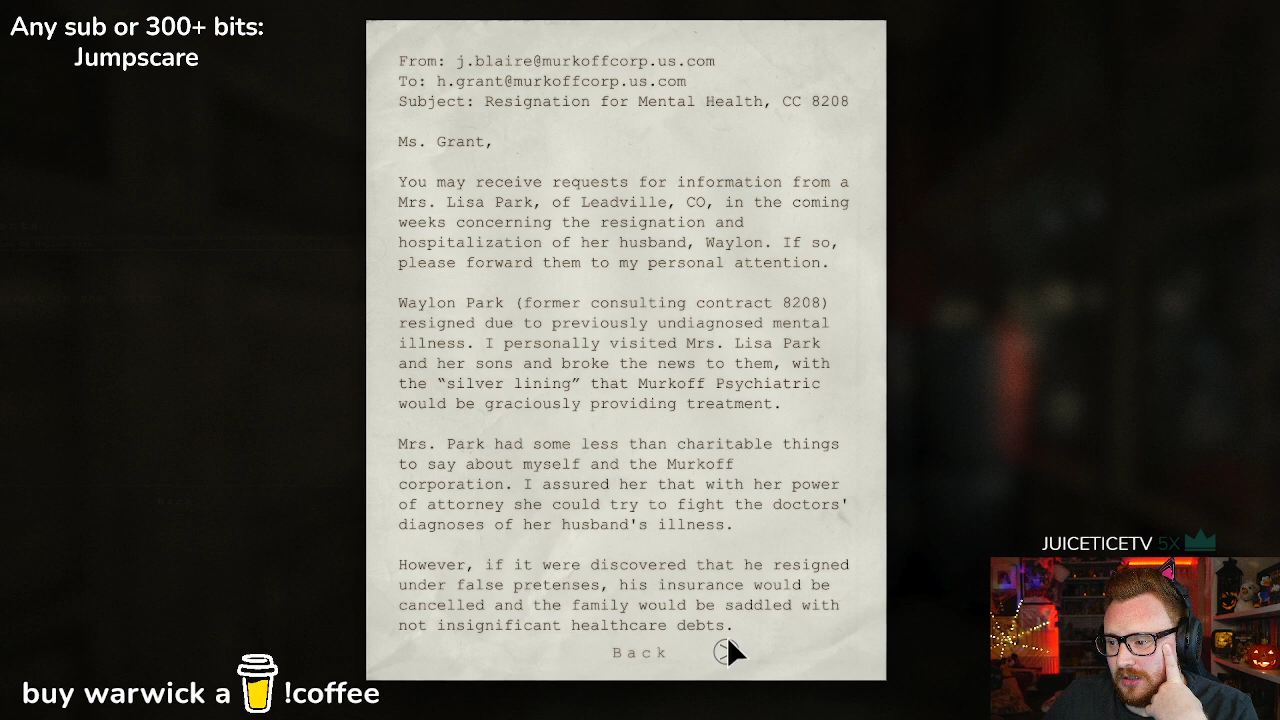 Any sub or 300+ bits:
Jumpscare
From: j.blaire@murkoffcorp.us.com
To: h.grant@murkoffcorp.us.com
Subject: Resignation for Mental Health, CC 8208
Ms. Grant,
You may receive requests for information from a
Mrs. Lisa Park, of Leadville, CO, in the coming
weeks concerning the resignation and
hospitalization of her husband, Waylon. If so,
please forward them to my personal attention.
Waylon Park (former consulting contract 8208)
resigned due to previously undiagnosed mental
illness. I personally visited Mrs. Lisa Park
and her sons and broke the news to them, with
the “silver lining” that Murkoff Psychiatric
would be graciously providing treatment.
Mrs. Park had some less than charitable things
to say about myself and the Murkoff
corporation. I assured her that with her power
of attorney she could try to fight the doctors'
diagnoses of her husband's illness.
However, if it were discovered that he resigned
under false pretenses, his insurance would be
cancelled and the family would be saddled with
not insignificant healthcare debts.
Back
JUICETICETV 5X
buy warwick a !coffee